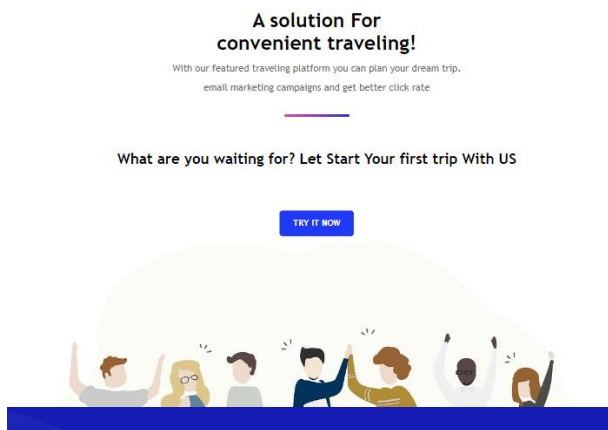 A solution For
convenient traveling!
With our featured traveling platform you can plan your dream trip.
email marketing campaigns and get better click rate
What are you waiting for? Let Start Your first trip With US
TRY IT NOW